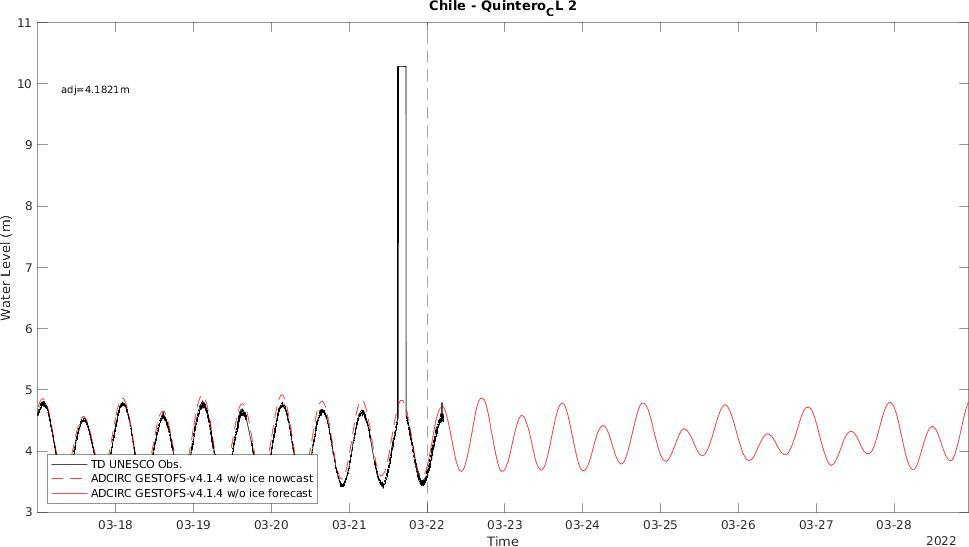 Chile - QuinteroCL 2
11
10
9
8
7
6
5
4
3
adj=4.1821m
Water Level (m)
TD UNESCO Obs.
ADCIRC GESTOFS-v4.1.4 w/o ice nowcast
ADCIRC GESTOFS-v4.1.4 w/o ice forecast
03-18 03-19 03-20 03-21 03-22 03-23 03-24 03-25 03-26 03-27 03-28
Time
2022